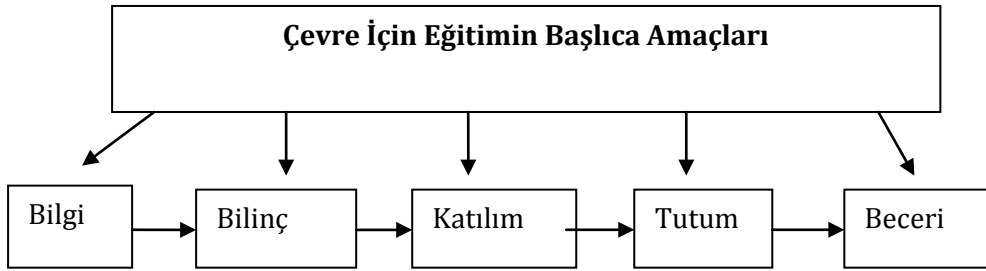 Çevre İçin Eğitimin Başlıca Amaçları
Bilgi
Bilinç
Katılım
Tutum
Beceri